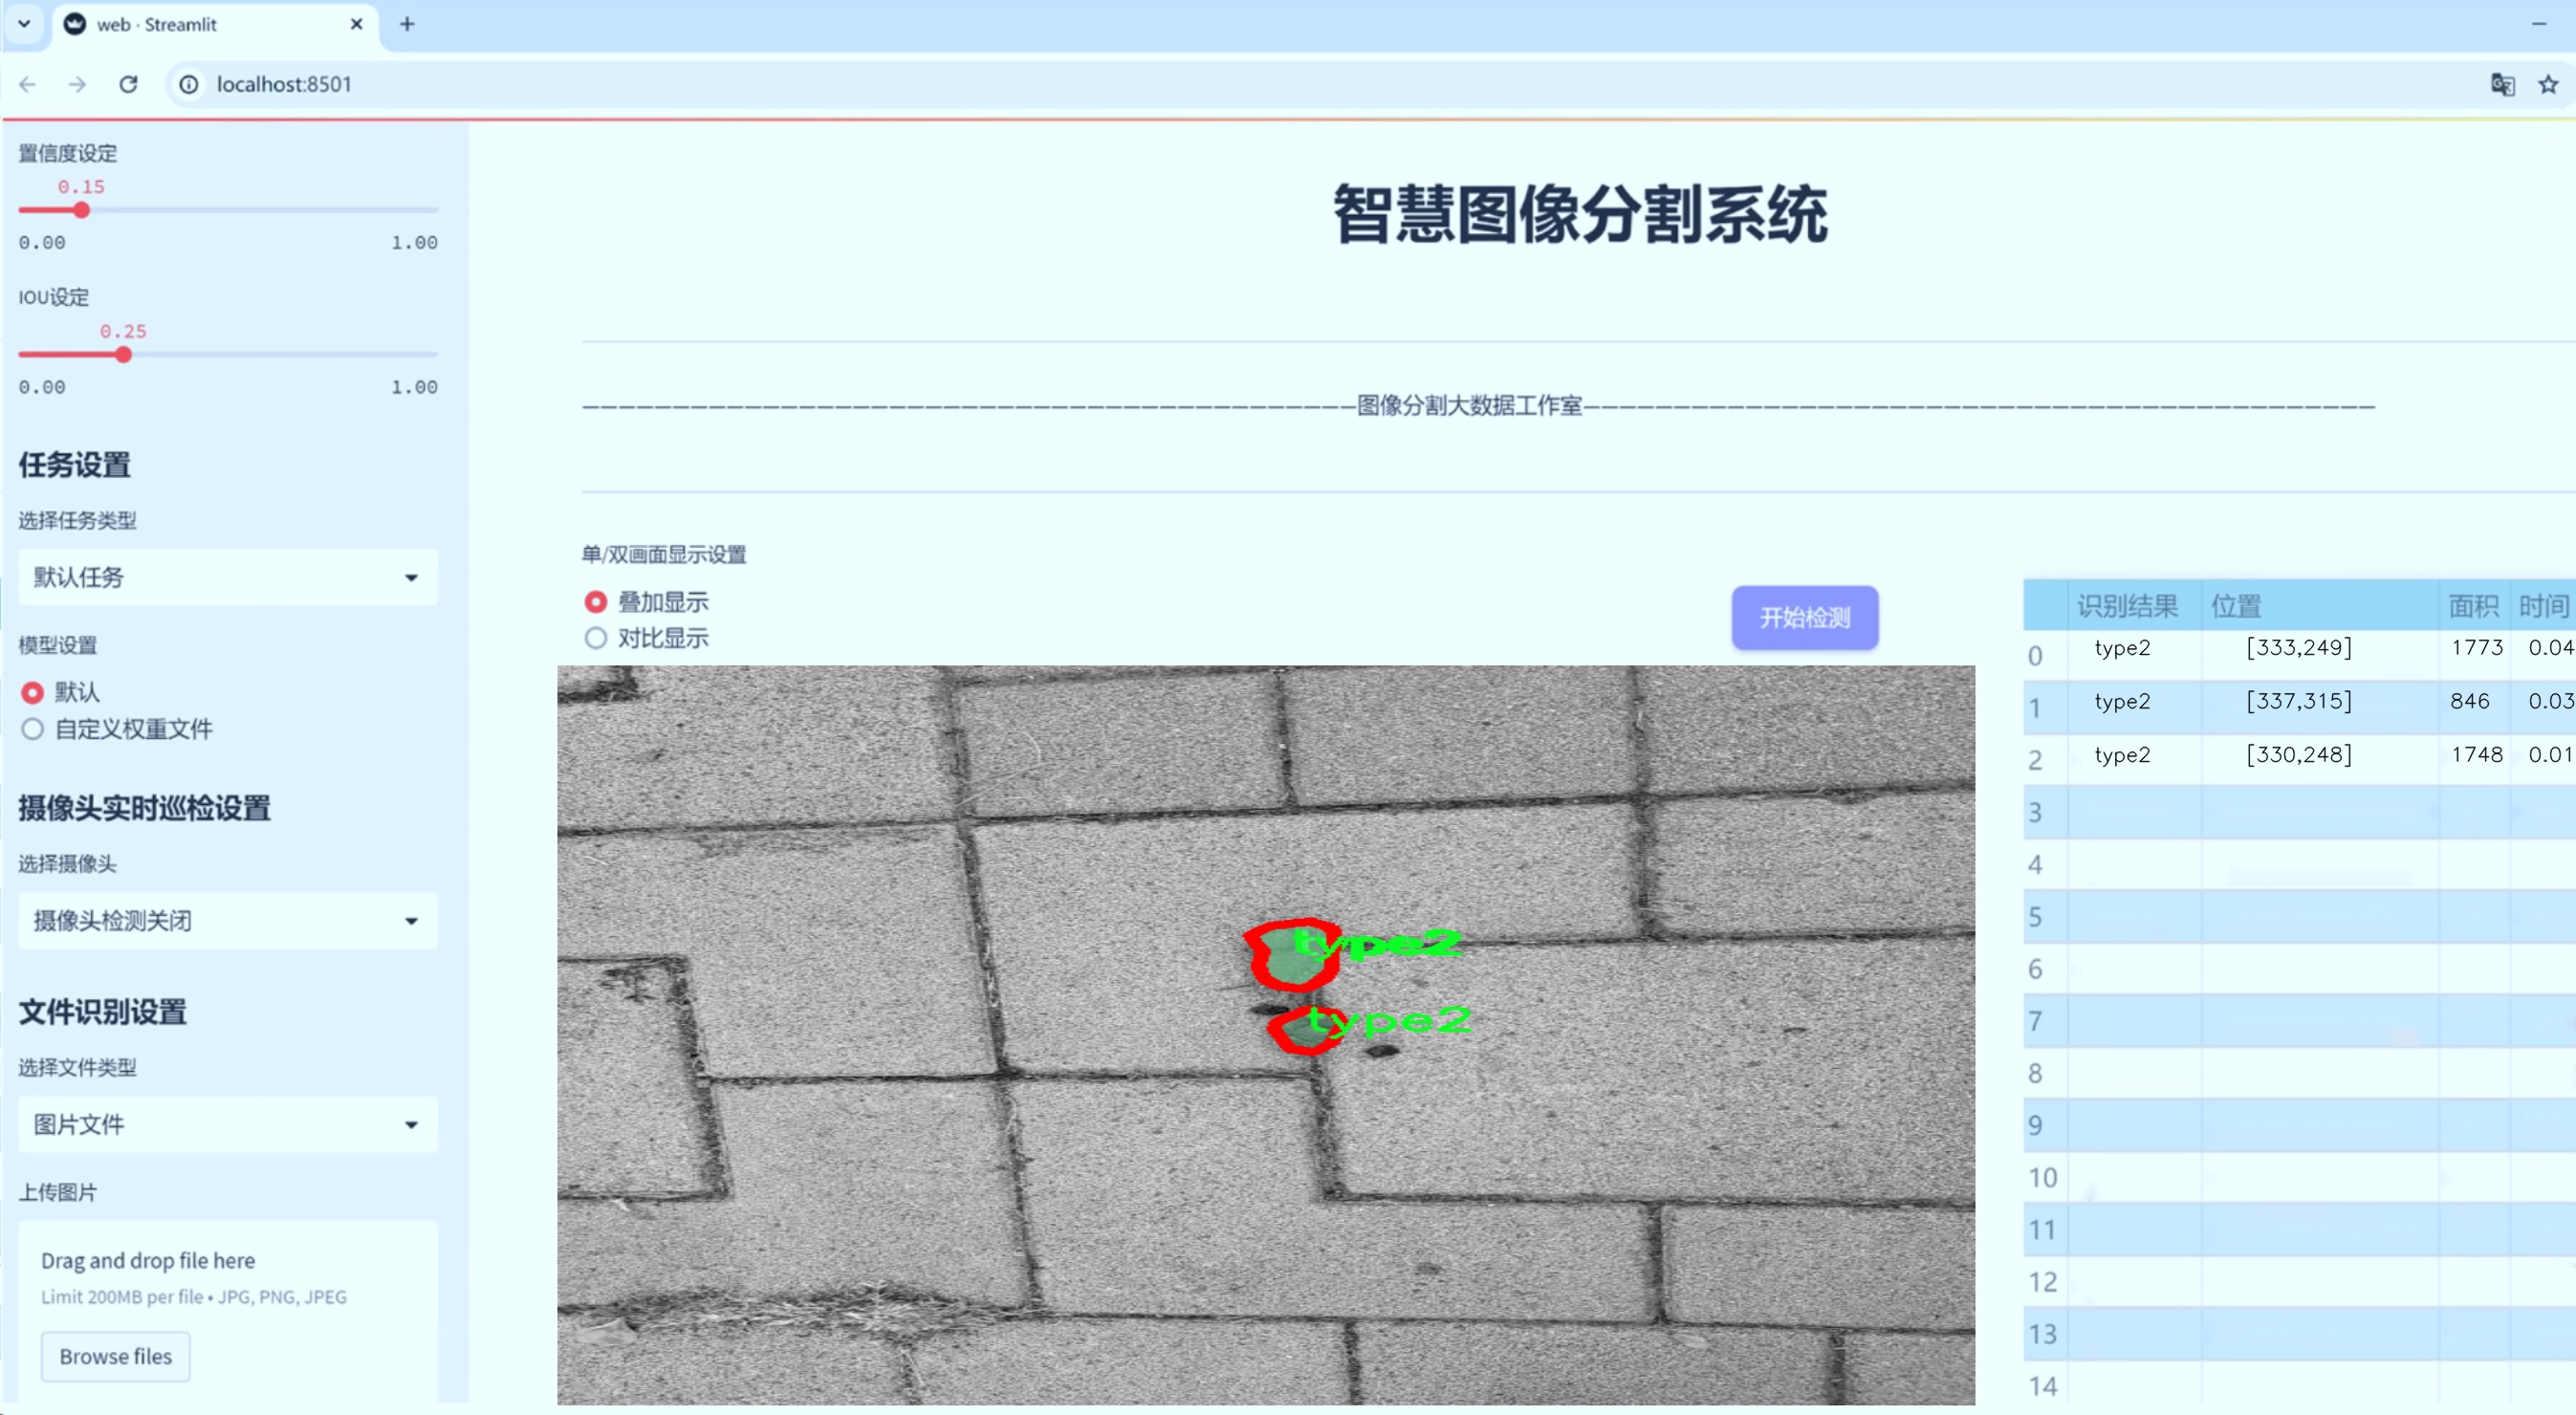 web · Streamlit
localhost:8501
置信度设定
0.15
0.00 1.00
IOU设定
0.25
0.00 1.00
任务设置
选择任务类型
默认任务
模型设置
默认
自定义权重文件
摄像头实时巡检设置
选择摄像头
摄像头检测关闭
文件识别设置
选择文件类型
图片文件
上传图片
Drag and drop file here
Limit 200MB per file • JPG, PNG, JPEG
Browse files
智慧图像分割系统
图像分割大数据工作室
单/双画面显示设置
叠加显示
对比显示
开始检测
type2
type2
识别结果 位置 面积 时间
0 type2 [333,249] 1773 0.04
1 type2 [337,315] 846 0.03
2 type2 [330,248] 1748 0.01
3
4
5
6
7
8
9
10
11
12
13
14